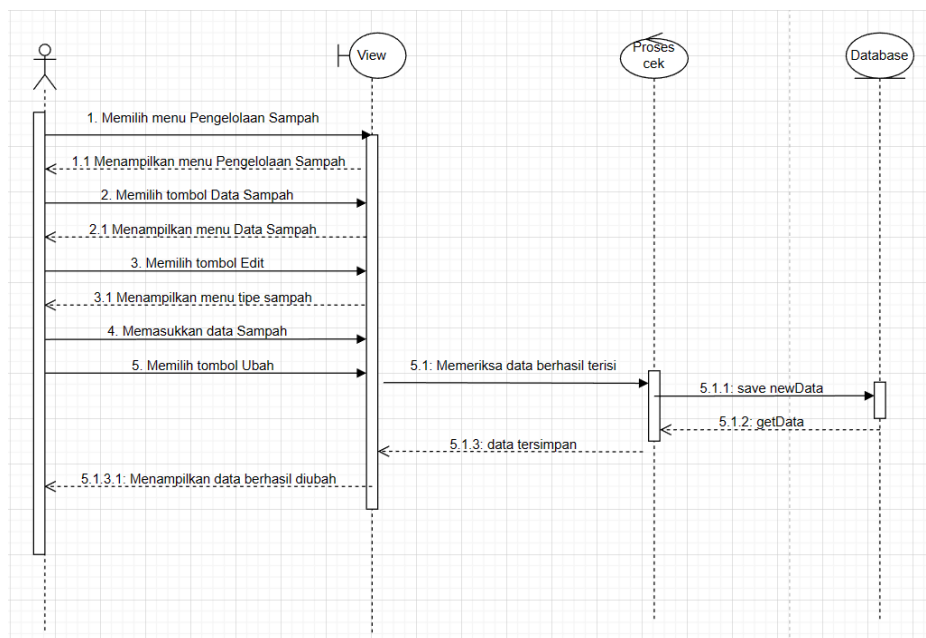 View
Proses
cek
Database
1. Memilih menu Pengelolaan Sampah
1.1 Menampilkan menu Pengelolaan Sampah
2. Memilih tombol Data Sampah
2.1 Menampilkan menu Data Sampah
3. Memilih tombol Edit
3.1 Menampilkan menu tipe sampah
4. Memasukkan data Sampah
5. Memilih tombol Ubah
5.1: Memeriksa data berhasil terisi
5.1.1: save newData
5.1.2: getData
5.1.3: data tersimpan
5.1.3.1: Menampilkan data berhasil diubah